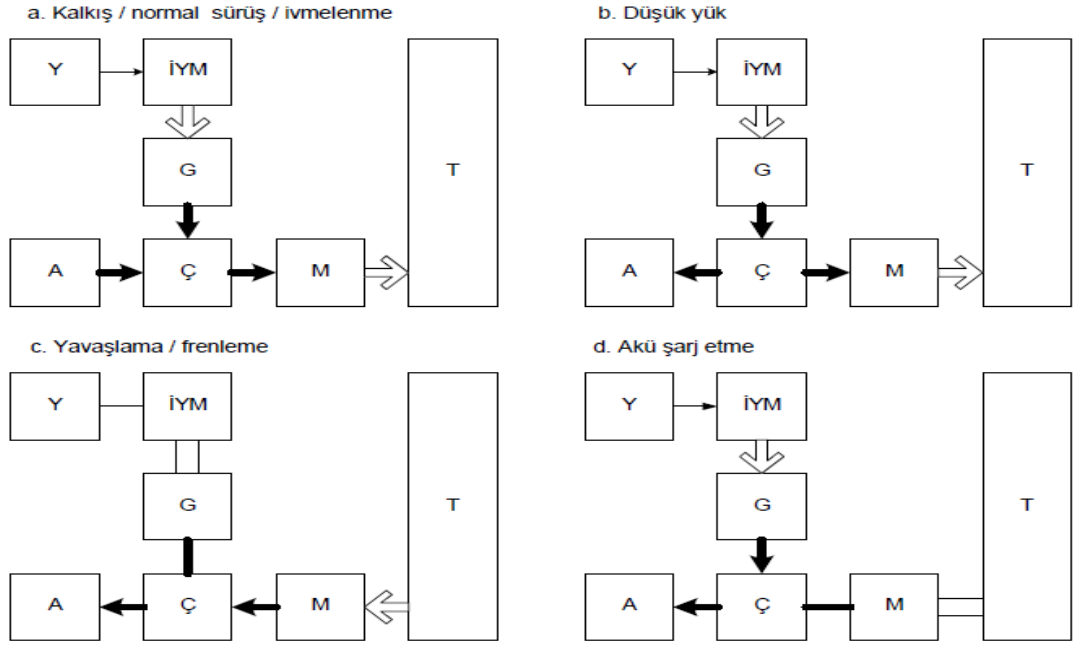 a. Kalkış / normal sürüş / ivmelenme
Y İYM
G T
A Ç M
b. Düşük yük
Y İYM
G T
A Ç M
c. Yavaşlama / frenleme
Y İYM
G T
A Ç M
d. Akü şarj etme
Y İYM
G T
A Ç M